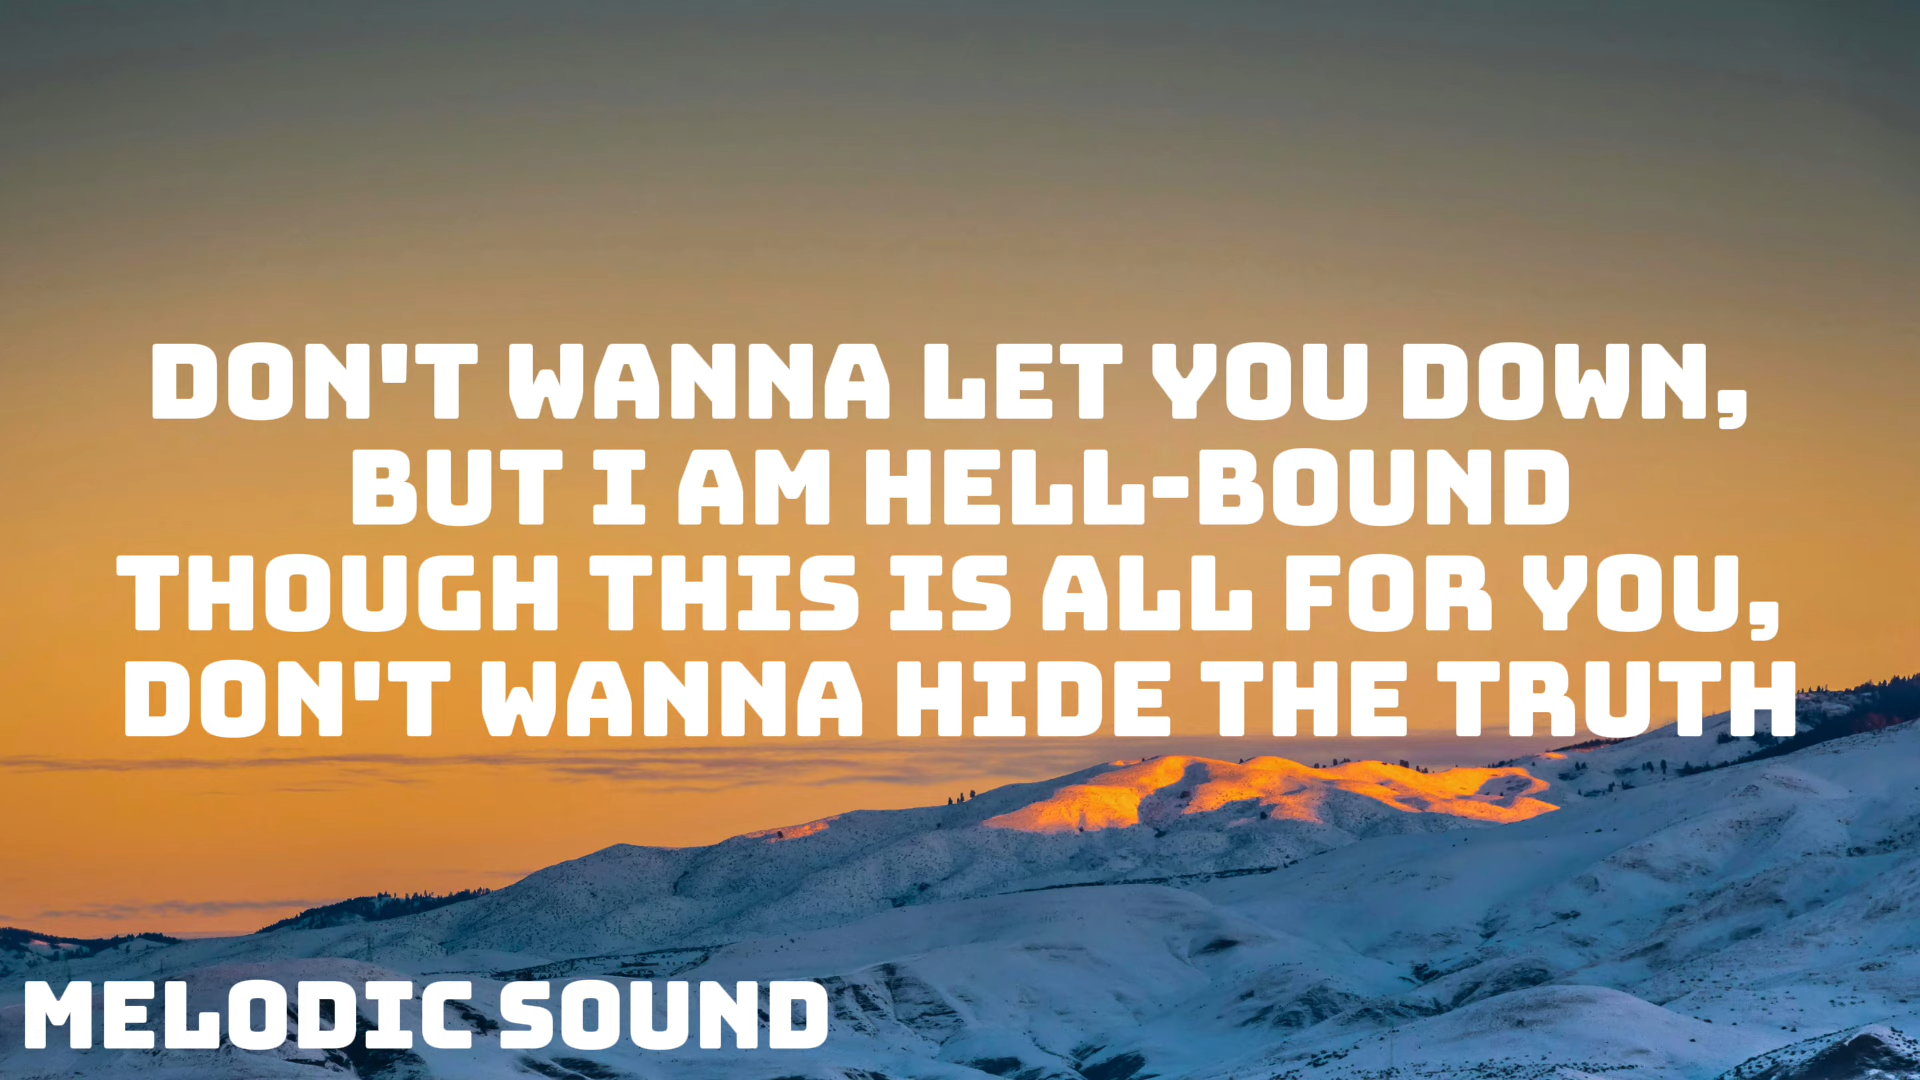 DON'T WANNA LET YOU DOWN,
BUT I AM HELL-BOUND
THOUGH THIS IS ALL FOR YOU,
DON'T WANNA HIDE THE TRUTH
MELODIC SOUND